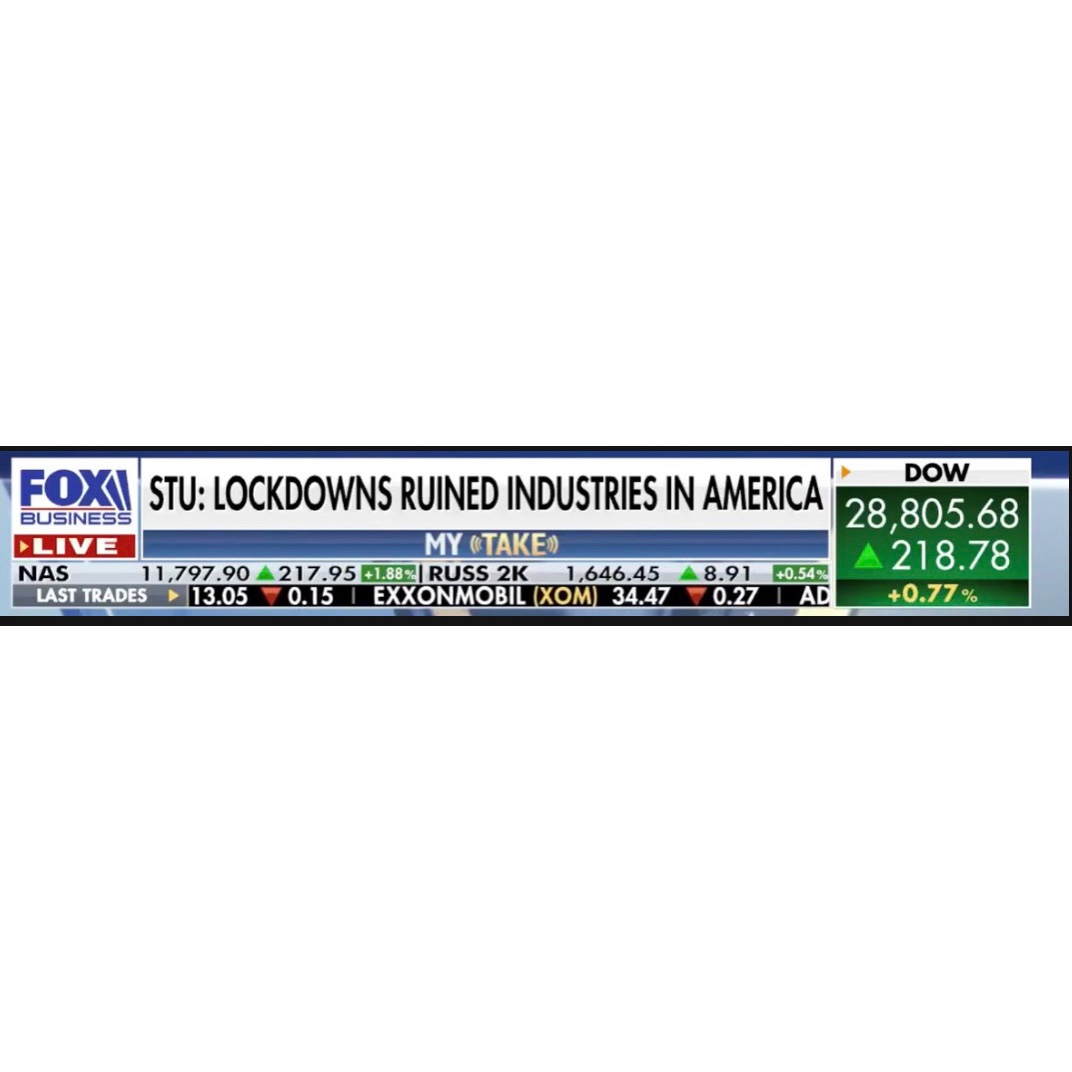 FOX
BUSINESS
LIVE
STU: LOCKDOWNS RUINED INDUSTRIES IN AMERICA
MY TAKE
NAS 11,797.90 217.95 +1.88% | RUSS 2K 1,646.45 8.91 +0.54%
LAST TRADES 13.05 0.15 | EXXONMOBIL (XOM) 34.47 0.27 | AD
DOW
28,805.68
218.78
+0.77%